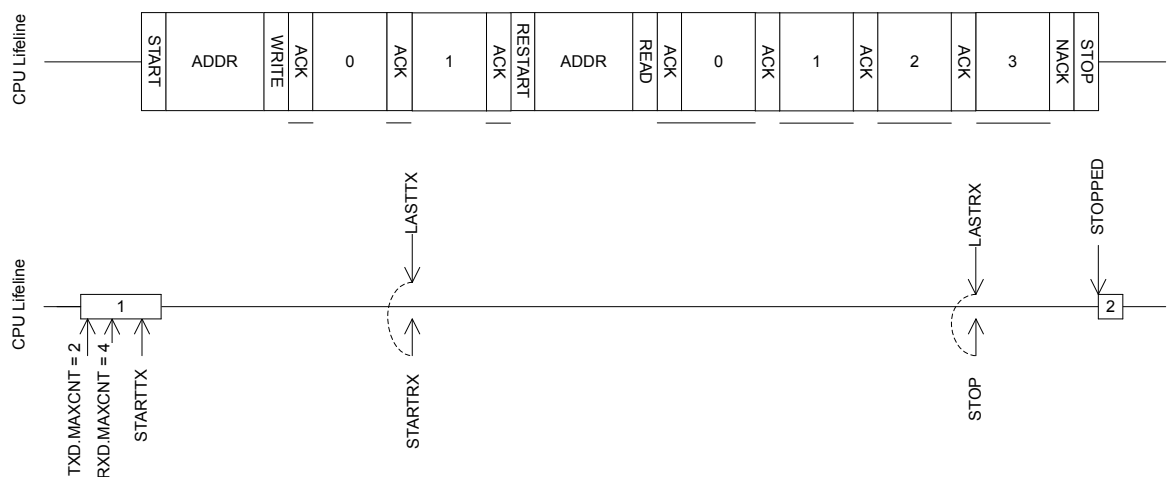 CPU Lifeline
START
ADDR
WRITE
ACK
0
ACK
1
ACK
RESTART
ADDR
READ
ACK
0
ACK
1
ACK
2
ACK
3
NACK
STOP
LASTTX
LASTRX
STOPPED
CPU Lifeline
1
2
TXD.MAXCNT = 2
RXD.MAXCNT = 4
STARTTX
STARTRX
STOP